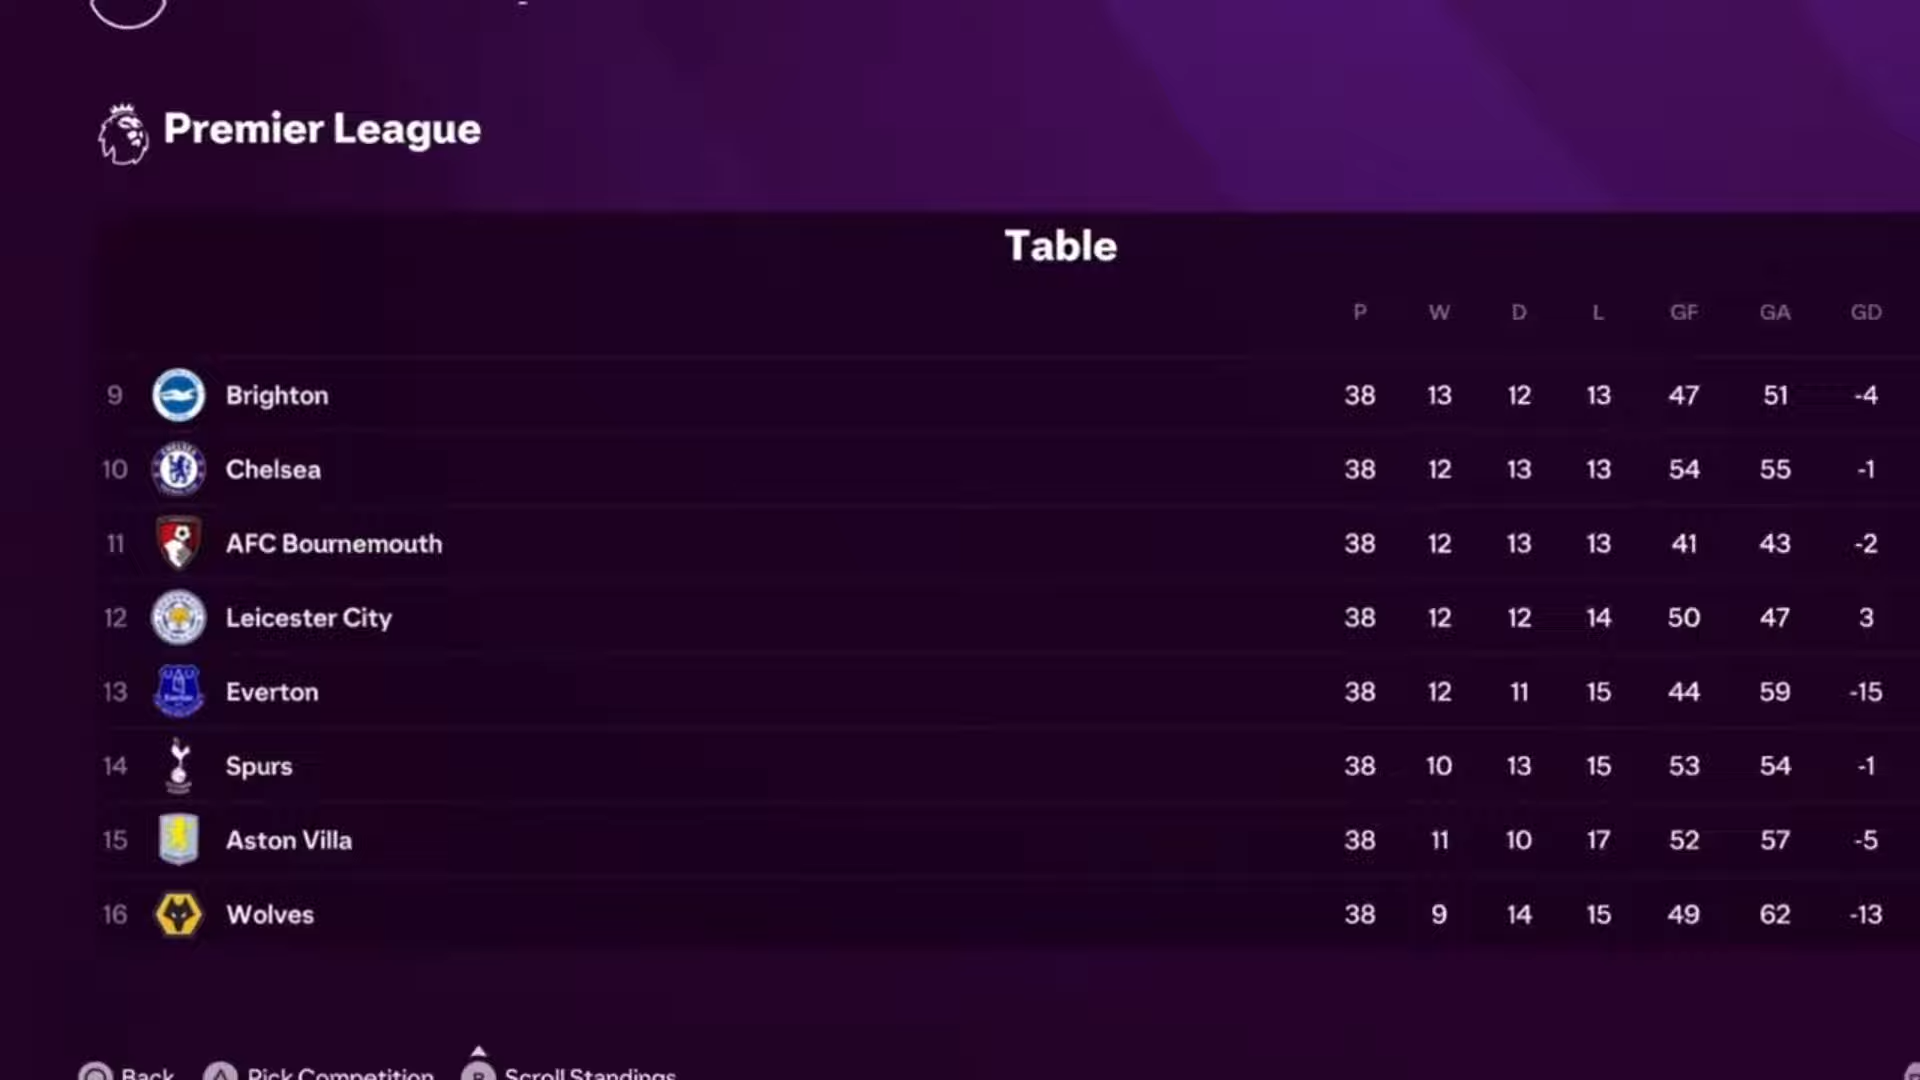 Premier League
Table
P W D L GF GA GD
9 Brighton 38 13 12 13 47 51 -4
10 Chelsea 38 12 13 13 54 55 -1
11 AFC Bournemouth 38 12 13 13 41 43 -2
12 Leicester City 38 12 12 14 50 47 3
13 Everton 38 12 11 15 44 59 -15
14 Spurs 38 10 13 15 53 54 -1
15 Aston Villa 38 11 10 17 52 57 -5
16 Wolves 38 9 14 15 49 62 -13
Back Pick Competition R Scroll Standings